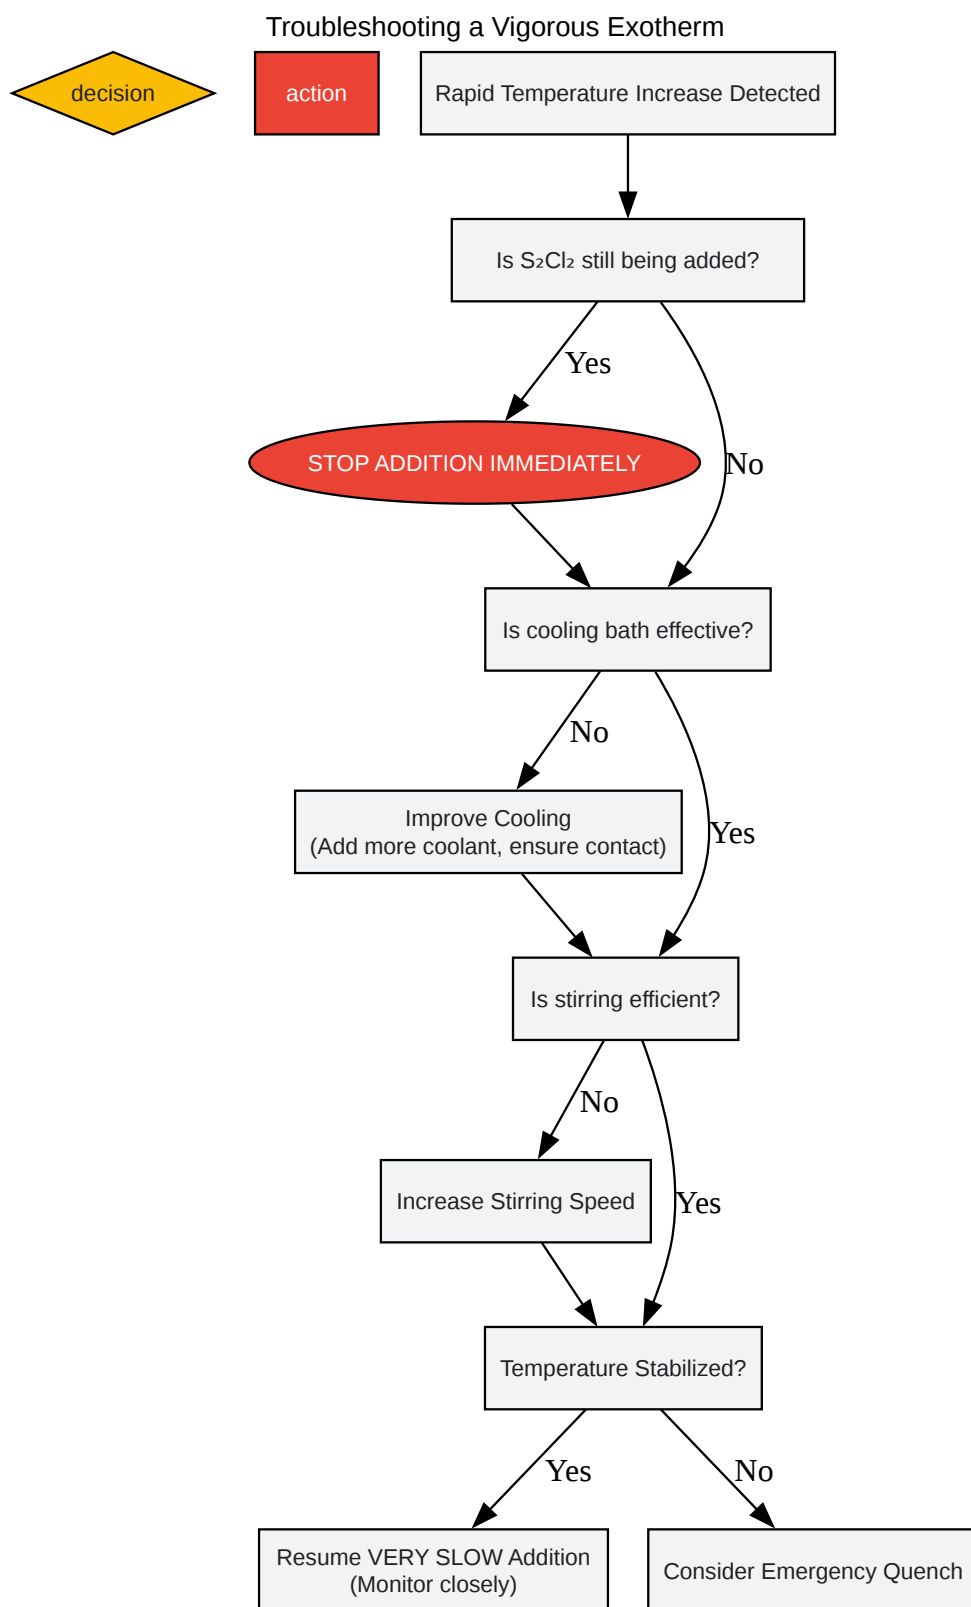 Troubleshooting a Vigorous Exotherm
decision
action
Rapid Temperature Increase Detected
Is S₂Cl₂ still being added?
Yes
STOP ADDITION IMMEDIATELY
No
Is cooling bath effective?
No
Improve Cooling
(Add more coolant, ensure contact)
Yes
Is stirring efficient?
No
Increase Stirring Speed
Yes
Temperature Stabilized?
Yes
No
Resume VERY SLOW Addition
(Monitor closely)
Consider Emergency Quench